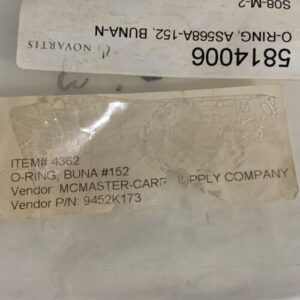 S08-M-2
O-RING, AS568A-152, BUNA-N
5814006
NOVARTIS
ITEM# 4362
O-RING, BUNA #152
Vendor: MCMASTER-CARR SUPPLY COMPANY
Vendor P/N: 9452K173